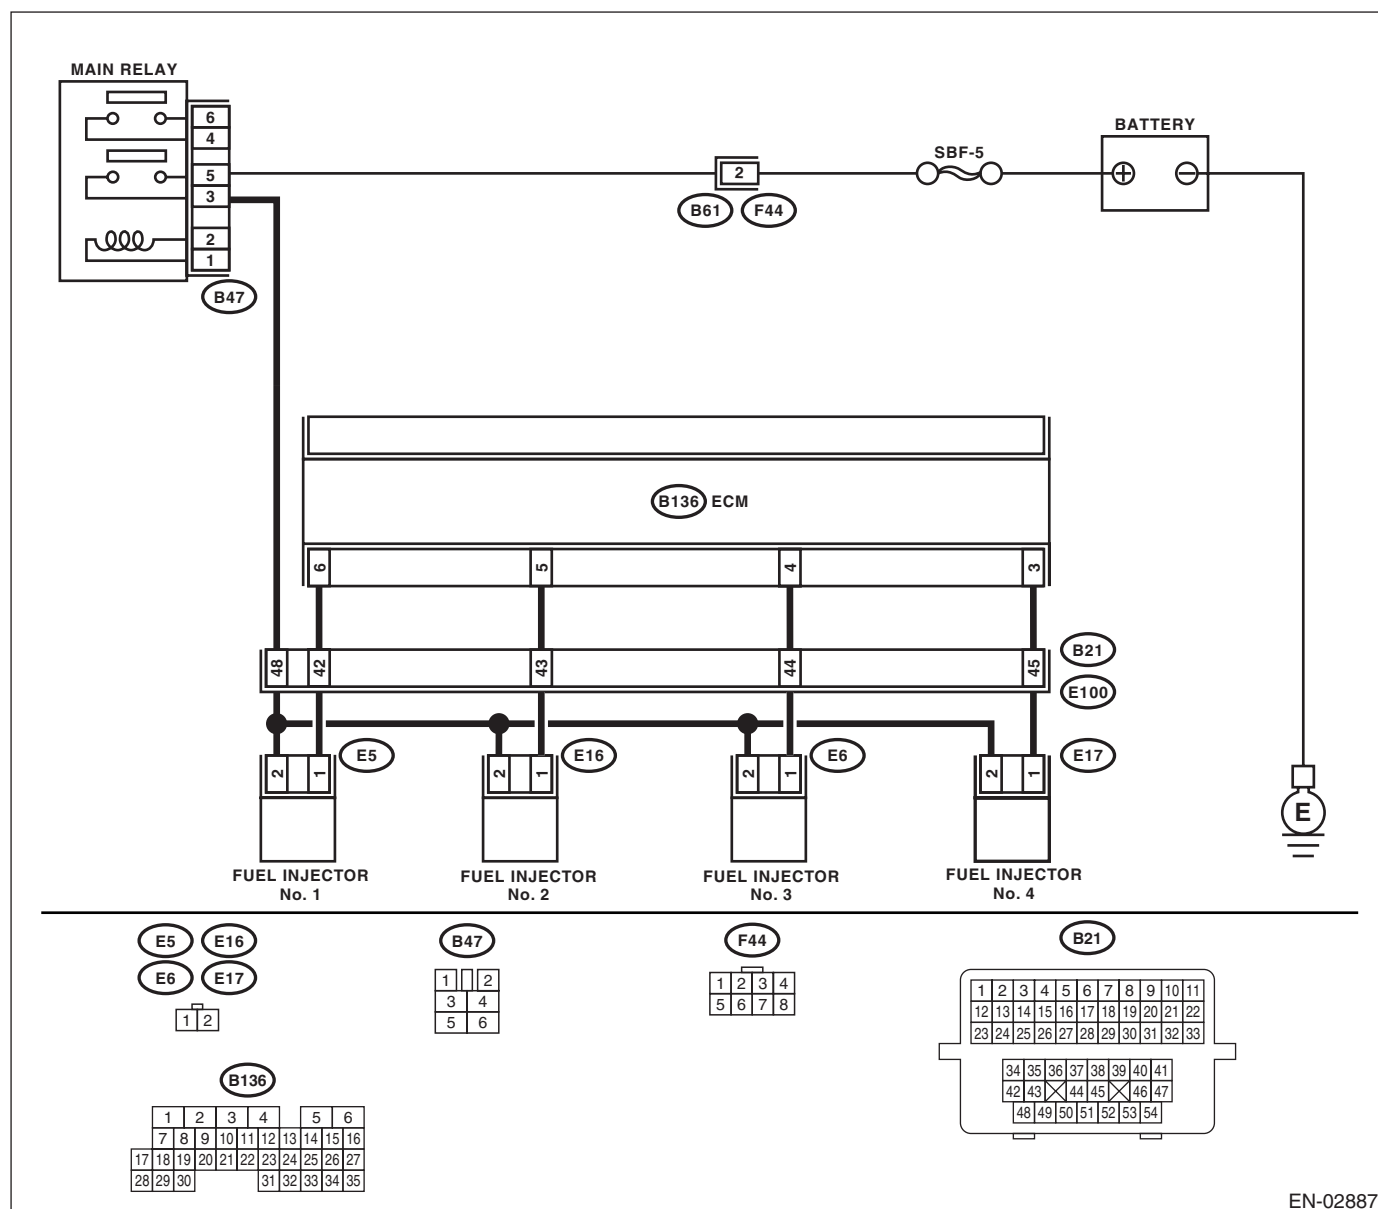 MAIN RELAY
6
4
5
3
2
1
B47
2
B61 F44
SBF-5
BATTERY
B136 ECM
6 5 4 3
48 42 43 44 45
B21
E100
2 1 E5
2 1 E16
2 1 E6
2 1 E17
E
FUEL INJECTOR
No. 1
FUEL INJECTOR
No. 2
FUEL INJECTOR
No. 3
FUEL INJECTOR
No. 4
E5 E16
E6 E17
1 2
B47
1 2
3 4
5 6
F44
1 2 3 4
5 6 7 8
B21
1 2 3 4 5 6 7 8 9 10 11
12 13 14 15 16 17 18 19 20 21 22
23 24 25 26 27 28 29 30 31 32 33
34 35 36 37 38 39 40 41
42 43 44 45 46 47
48 49 50 51 52 53 54
B136
1 2 3 4 5 6
7 8 9 10 11 12 13 14 15 16
17 18 19 20 21 22 23 24 25 26 27
28 29 30 31 32 33 34 35
EN-02887